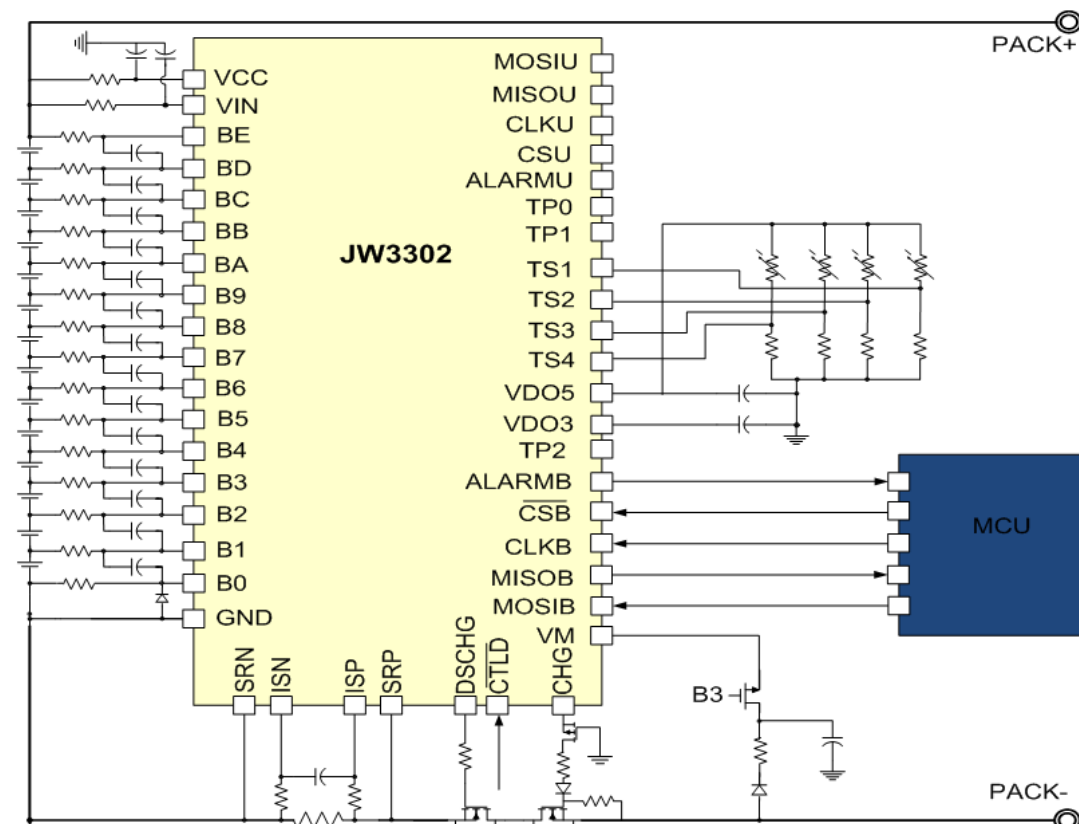 PACK+
VCC
VIN
BE
BD
BC
BB
BA
B9
B8
B7
B6
B5
B4
B3
B2
B1
B0
GND
JW3302
MOSIU
MISOU
CLKU
CSU
ALARMU
TP0
TP1
TS1
TS2
TS3
TS4
VDO5
VDO3
TP2
ALARMB
CSB
CLKB
MISOB
MOSIB
VM
SRN
ISN
ISP
SRP
DSCHG
CTLD
CHG
MCU
B3
PACK-